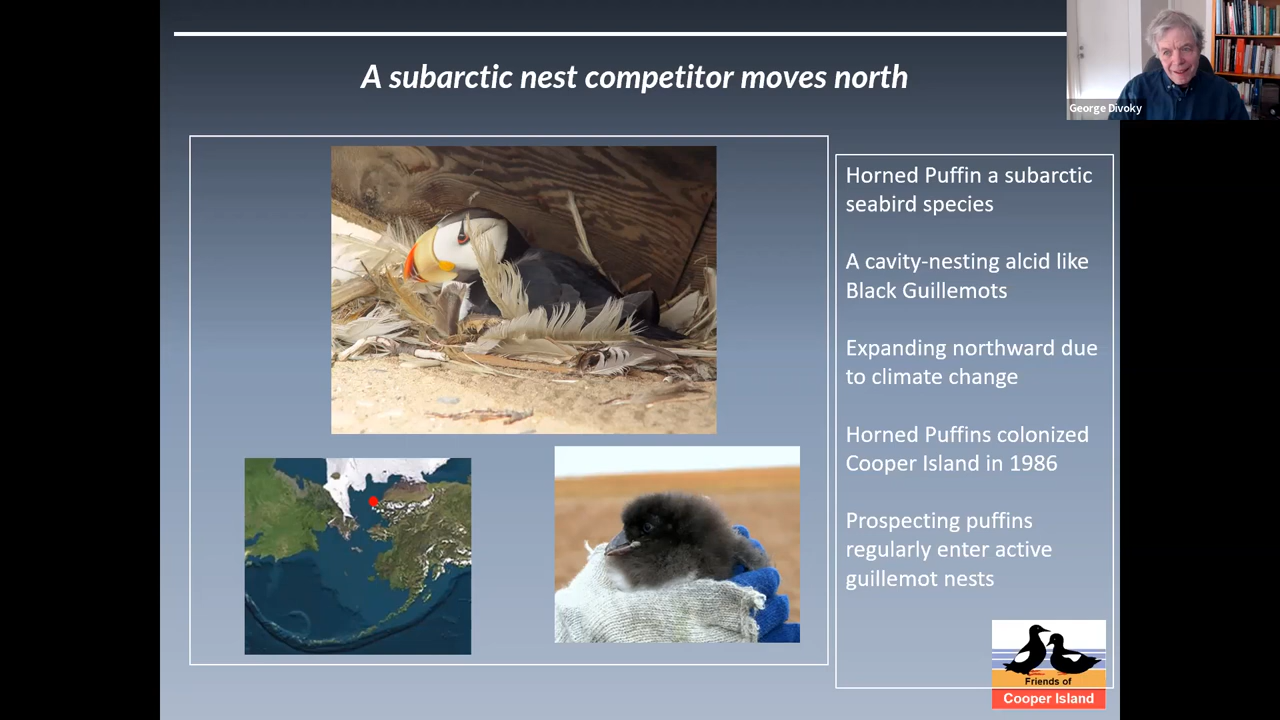 A subarctic nest competitor moves north
George Divoky
Horned Puffin a subarctic
seabird species
A cavity-nesting alcid like
Black Guillemots
Expanding northward due
to climate change
Horned Puffins colonized
Cooper Island in 1986
Prospecting puffins
regularly enter active
guillemot nests
Friends of
Cooper Island